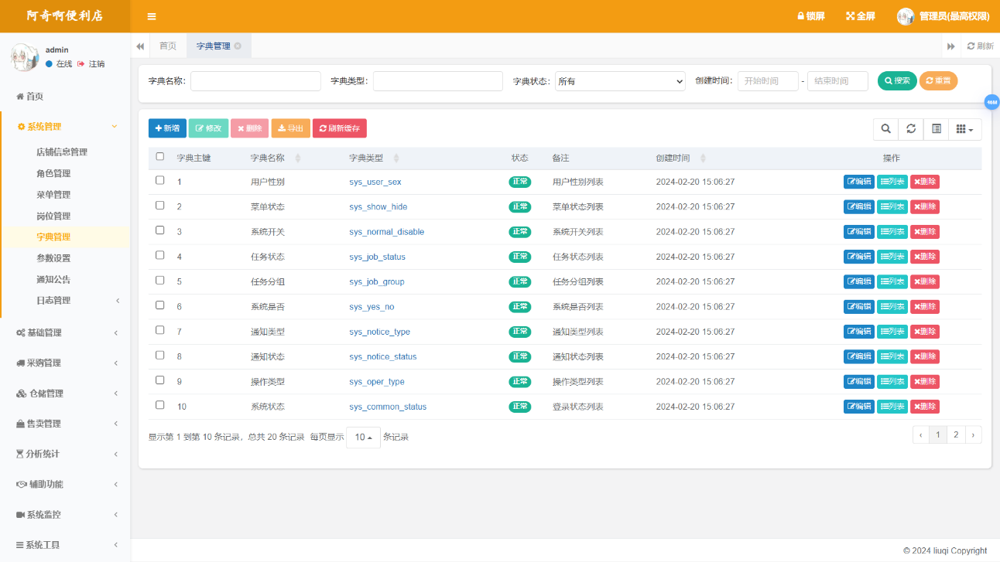 阿奇啊便利店
锁屏 全屏 管理员(最高权限)
admin
在线 注销
首页
系统管理
店铺信息管理
角色管理
菜单管理
岗位管理
字典管理
参数设置
通知公告
日志管理
基础管理
采购管理
仓储管理
售卖管理
分析统计
辅助功能
系统监控
系统工具
首页 字典管理 刷新
字典名称： 字典类型： 字典状态： 所有 创建时间： 开始时间 - 结束时间 搜索 重置
46M
新增 修改 删除 导出 刷新缓存
字典主键 字典名称 字典类型 状态 备注 创建时间 操作
1 用户性别 sys_user_sex 正常 用户性别列表 2024-02-20 15:06:27 编辑 列表 删除
2 菜单状态 sys_show_hide 正常 菜单状态列表 2024-02-20 15:06:27 编辑 列表 删除
3 系统开关 sys_normal_disable 正常 系统开关列表 2024-02-20 15:06:27 编辑 列表 删除
4 任务状态 sys_job_status 正常 任务状态列表 2024-02-20 15:06:27 编辑 列表 删除
5 任务分组 sys_job_group 正常 任务分组列表 2024-02-20 15:06:27 编辑 列表 删除
6 系统是否 sys_yes_no 正常 系统是否列表 2024-02-20 15:06:27 编辑 列表 删除
7 通知类型 sys_notice_type 正常 通知类型列表 2024-02-20 15:06:27 编辑 列表 删除
8 通知状态 sys_notice_status 正常 通知状态列表 2024-02-20 15:06:27 编辑 列表 删除
9 操作类型 sys_oper_type 正常 操作类型列表 2024-02-20 15:06:27 编辑 列表 删除
10 系统状态 sys_common_status 正常 登录状态列表 2024-02-20 15:06:27 编辑 列表 删除
显示第 1 到第 10 条记录，总共 20 条记录 每页显示 10 条记录
‹ 1 2 ›
© 2024 liuqi Copyright